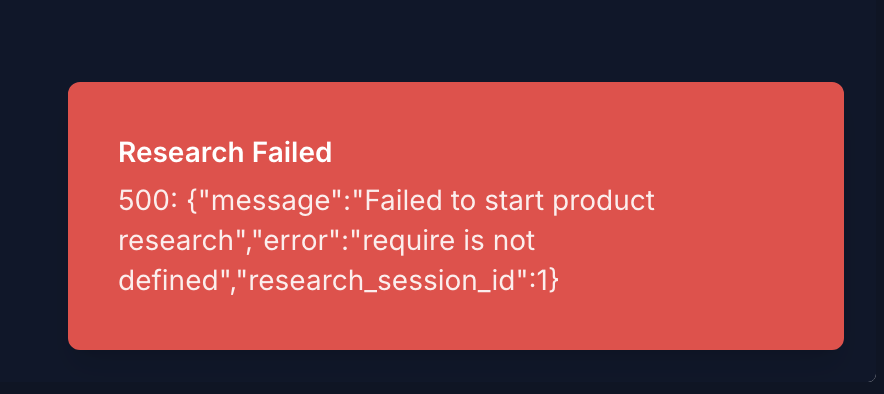 Research Failed
500: {"message":"Failed to start product
research","error":"require is not
defined","research_session_id":1}